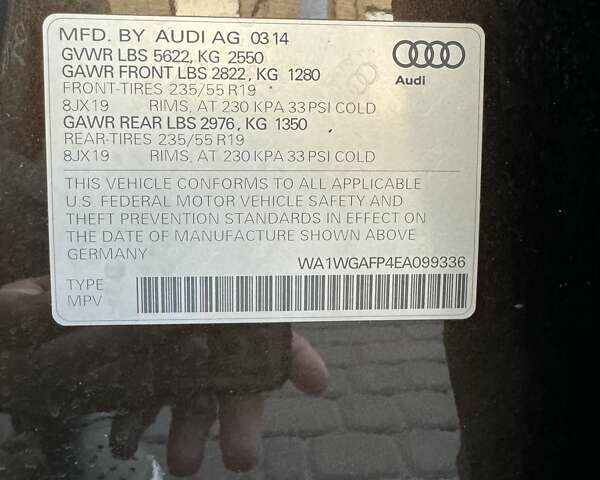 MFD. BY AUDI AG 03 14
GVWR LBS 5622, KG 2550
GAWR FRONT LBS 2822, KG 1280
FRONT-TIRES 235/55 R19
8JX19 RIMS, AT 230 KPA 33 PSI COLD
GAWR REAR LBS 2976, KG 1350
REAR-TIRES 235/55 R19
8JX19 RIMS, AT 230 KPA 33 PSI COLD
Audi
THIS VEHICLE CONFORMS TO ALL APPLICABLE
U.S. FEDERAL MOTOR VEHICLE SAFETY AND
THEFT PREVENTION STANDARDS IN EFFECT ON
THE DATE OF MANUFACTURE SHOWN ABOVE
GERMANY
WA1WGAFP4EA099336
TYPE
MPV